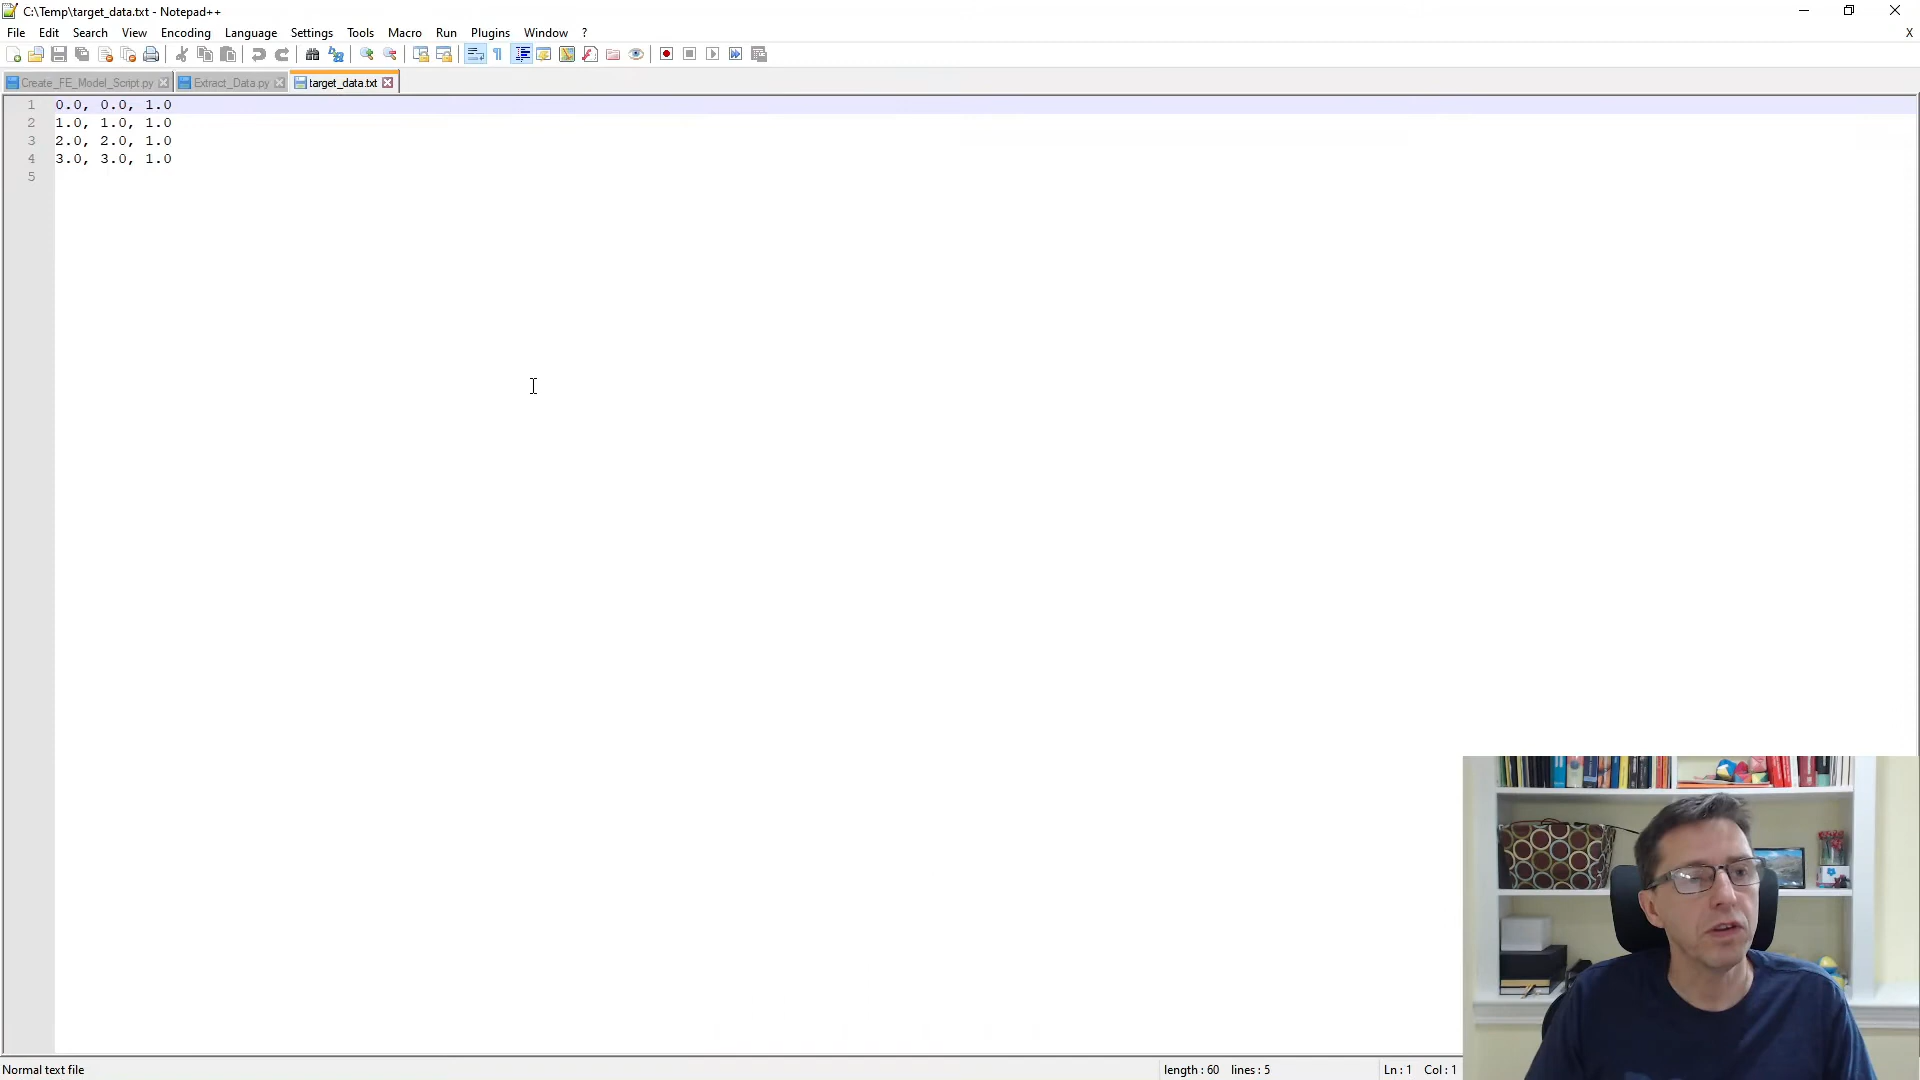 C:\Temp\target_data.txt - Notepad++
File Edit Search View Encoding Language Settings Tools Macro Run Plugins Window ? X
Create_FE_Model_Script.py Extract_Data.py target_data.txt
1 0.0, 0.0, 1.0
2 1.0, 1.0, 1.0
3 2.0, 2.0, 1.0
4 3.0, 3.0, 1.0
5
Normal text file length : 60 lines : 5 Ln : 1 Col : 1